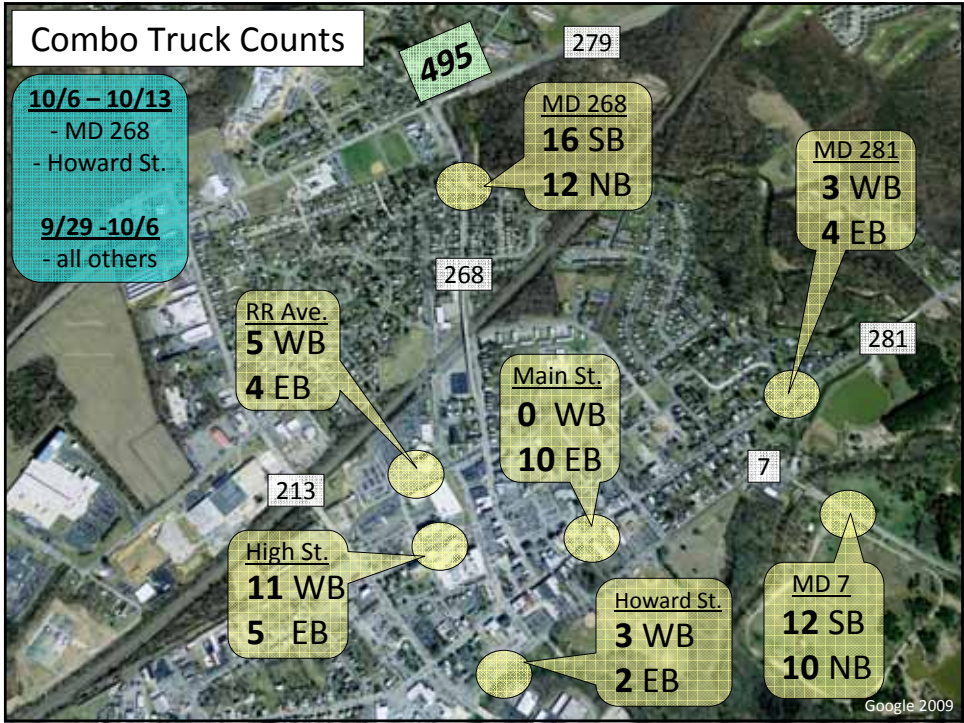 Combo Truck Counts
10/6 – 10/13
- MD 268
- Howard St.
9/29 -10/6
- all others
495
279
MD 268
16 SB
12 NB
MD 281
3 WB
4 EB
268
RR Ave.
5 WB
4 EB
281
Main St.
0 WB
10 EB
7
213
High St.
11 WB
5 EB
Howard St.
3 WB
2 EB
MD 7
12 SB
10 NB
Google 2009